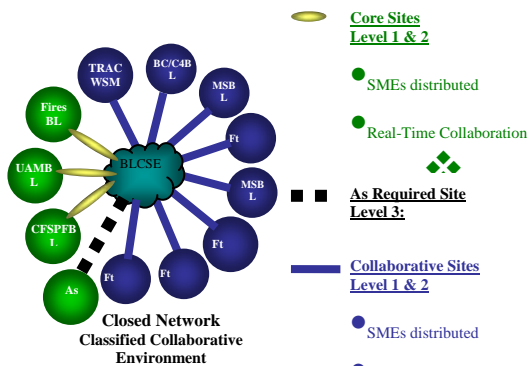 TRAC
WSM
BC/C4B
L
MSB
L
Ft
MSB
L
Ft
Ft
Ft
As
CFSPFB
L
UAMB
L
Fires
BL
BLCSE
Closed Network
Classified Collaborative
Environment
Core Sites
Level 1 & 2
SMEs distributed
Real-Time Collaboration
As Required Site
Level 3:
Collaborative Sites
Level 1 & 2
SMEs distributed